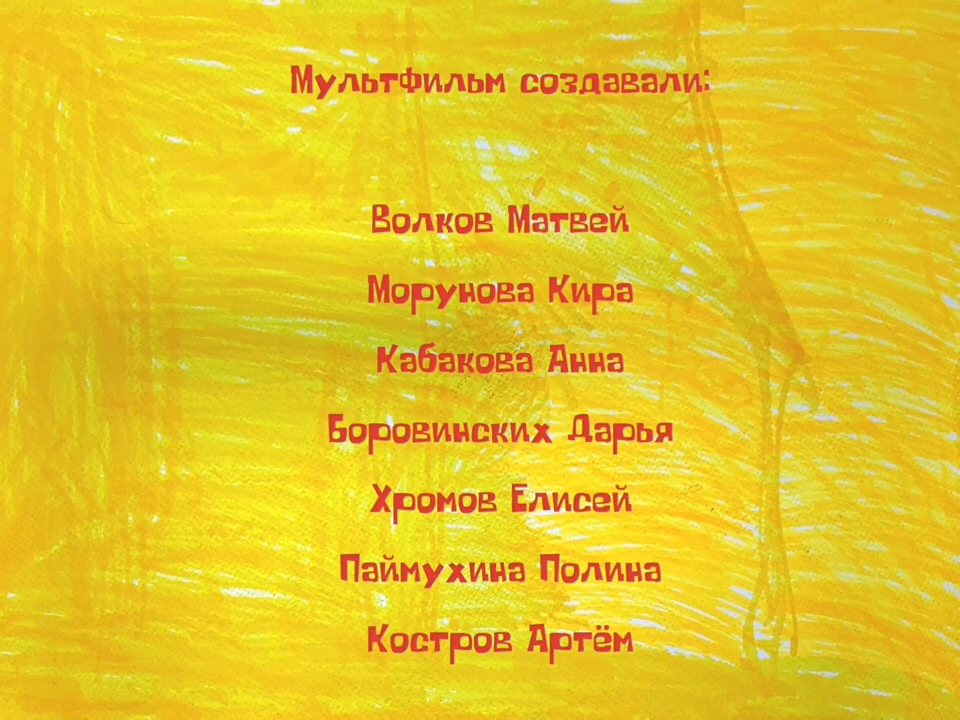 Мультфильм создавали:
Волков Матвей
Морунова Кира
Кабакова Анна
Боровинских Дарья
Хромов Елисей
Паймухина Полина
Костров Артём